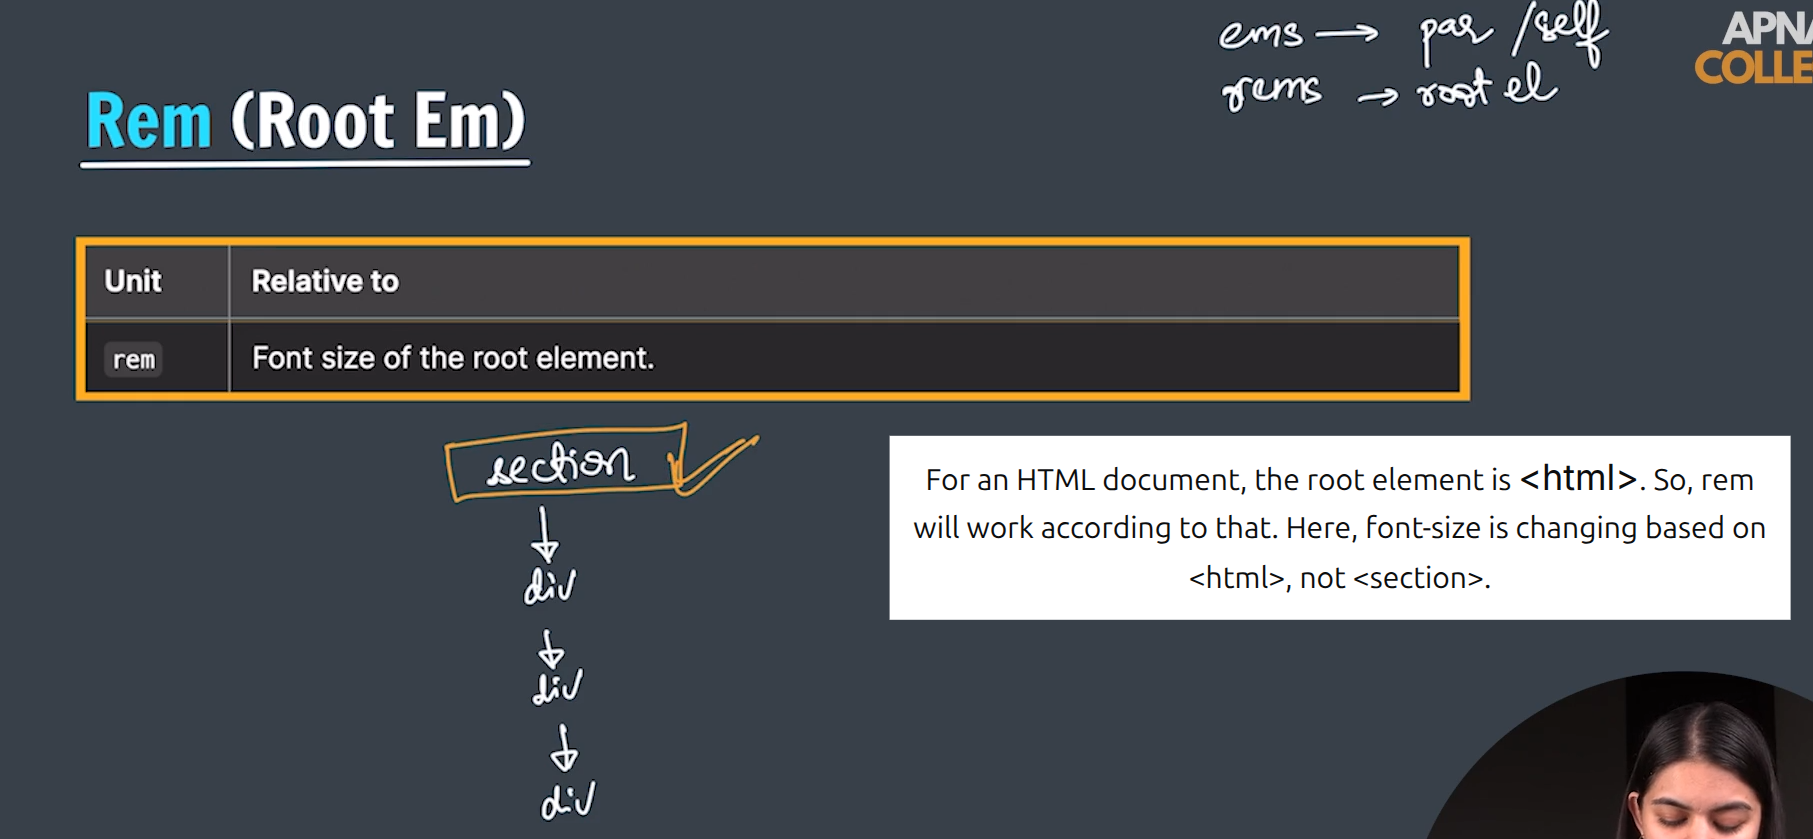 ems → par /self
rems → root el
APNA
COLLE
Rem (Root Em)
Unit Relative to
rem Font size of the root element.
section
div
div
div
For an HTML document, the root element is <html>. So, rem
will work according to that. Here, font-size is changing based on
<html>, not <section>.